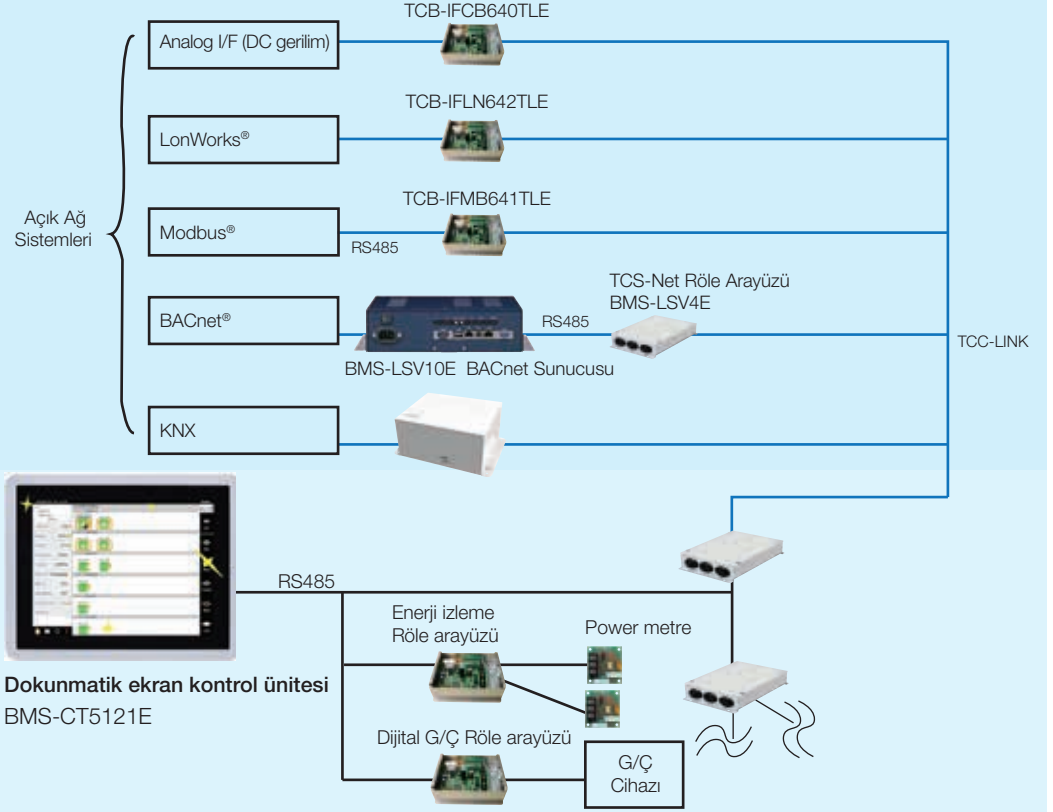 TCB-IFCB640TLE
Analog I/F (DC gerilim)
TCB-IFLN642TLE
LonWorks®
TCB-IFMB641TLE
Açık Ağ
Sistemleri
Modbus®
RS485
TCS-Net Röle Arayüzü
BMS-LSV4E
BACnet®
RS485
TCC-LINK
BMS-LSV10E BACnet Sunucusu
KNX
RS485
Enerji izleme
Röle arayüzü
Power metre
Dokunmatik ekran kontrol ünitesi
BMS-CT5121E
Dijital G/Ç Röle arayüzü
G/Ç
Cihazı